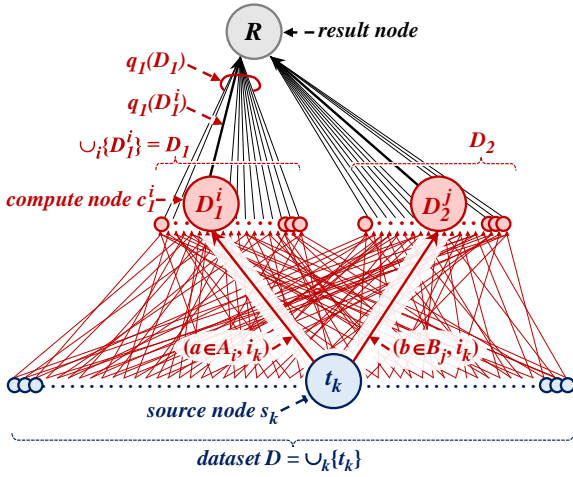 R
result node
q₁(D₁)
q₁(D₁ⁱ)
∪ᵢ{D₁ⁱ} = D₁
D₂
compute node c₁ⁱ
D₁ⁱ
D₂ʲ
(a∈Aᵢ, iₖ)
(b∈Bⱼ, iₖ)
tₖ
source node sₖ
dataset D = ∪ₖ{tₖ}